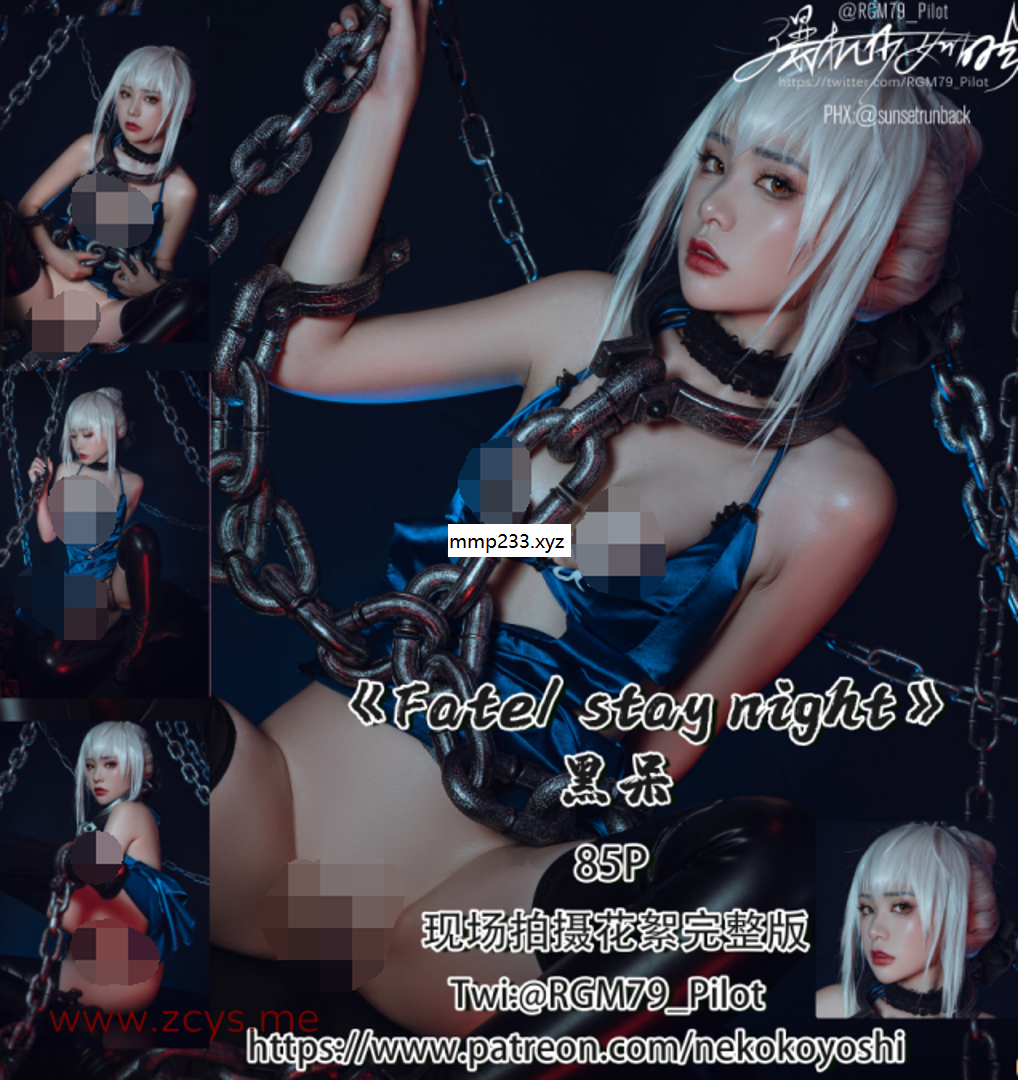 @RGM79_Pilot
https://twitter.com/RGM79_Pilot
PHX:@sunsetrunback
mmp233.xyz
《Fate/ stay night》
黑呆
85P
现场拍摄花絮完整版
Twi:@RGM79_Pilot
www.zcys.me
https://www.patreon.com/nekokoyoshi